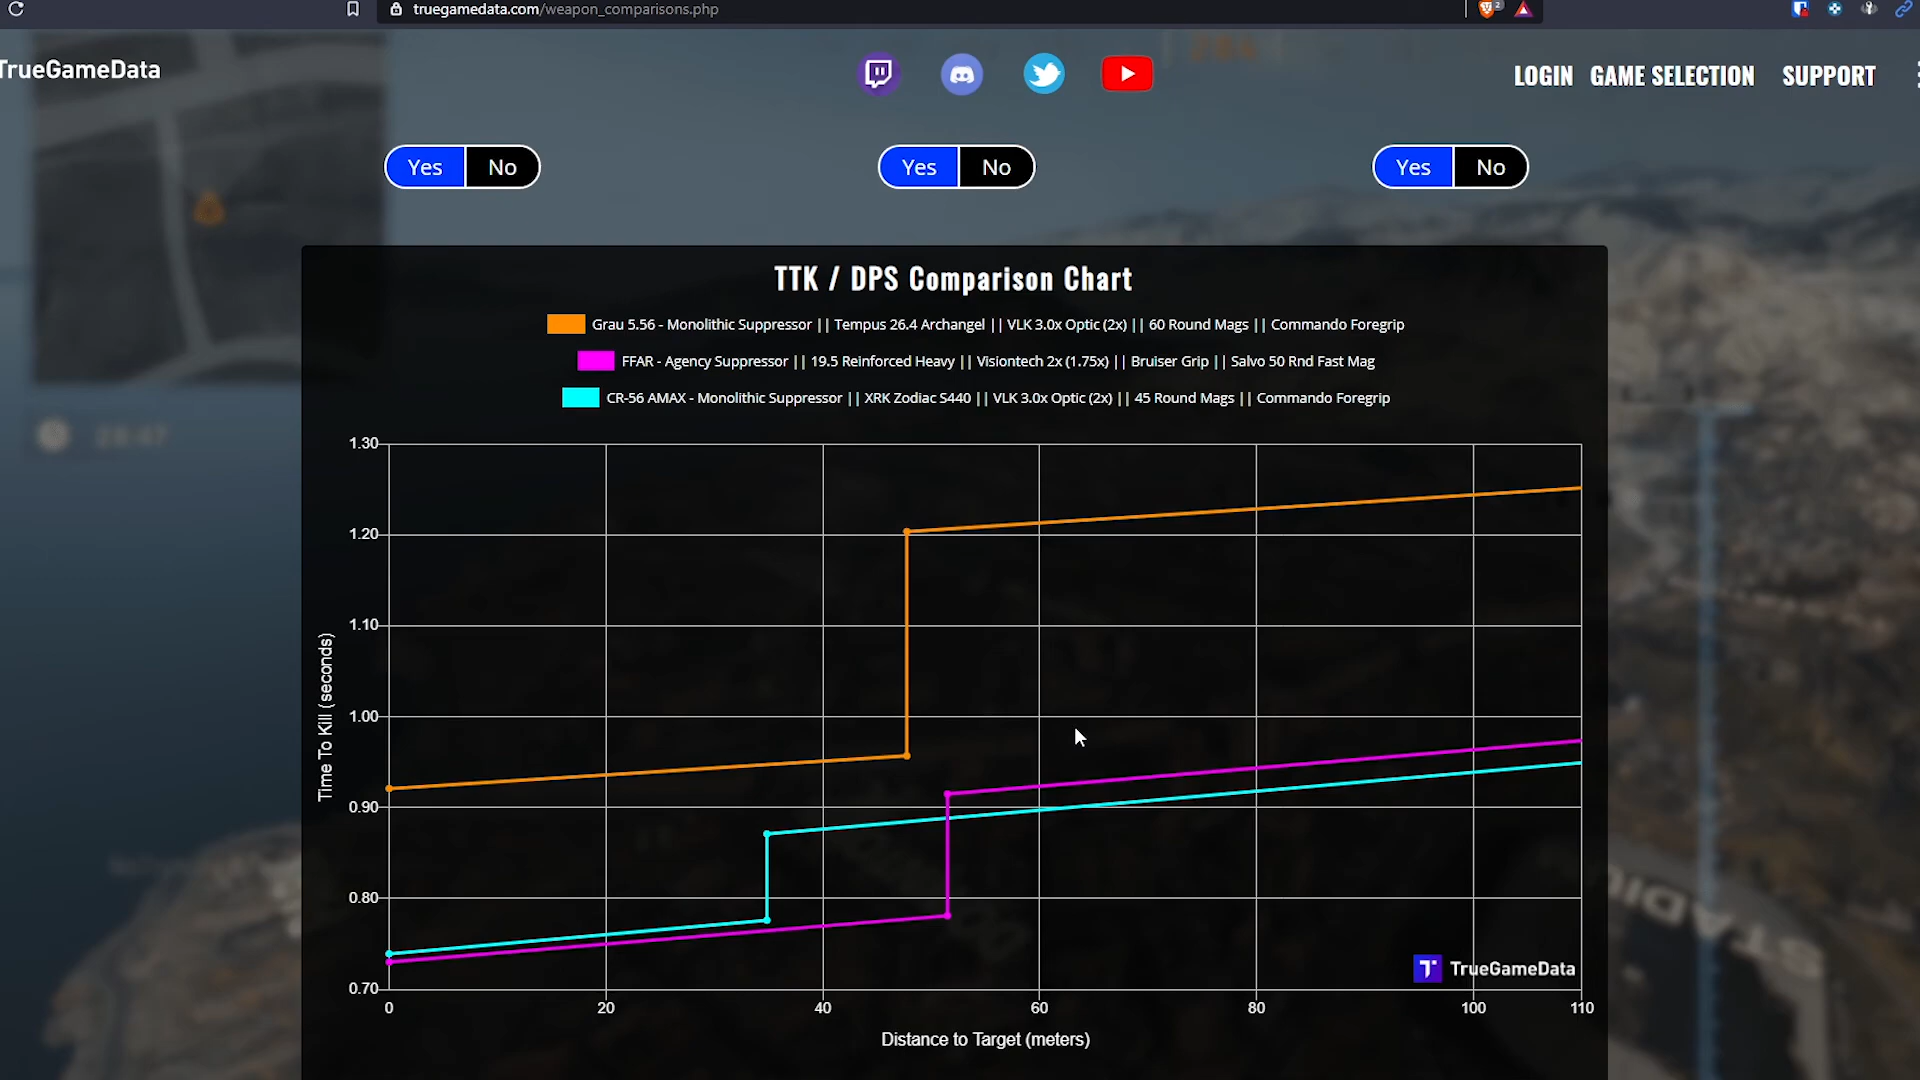 truegamedata.com/weapon_comparisons.php
2
TrueGameData
LOGIN GAME SELECTION SUPPORT
Yes No Yes No Yes No
TTK / DPS Comparison Chart
Grau 5.56 - Monolithic Suppressor || Tempus 26.4 Archangel || VLK 3.0x Optic (2x) || 60 Round Mags || Commando Foregrip
FFAR - Agency Suppressor || 19.5 Reinforced Heavy || Visiontech 2x (1.75x) || Bruiser Grip || Salvo 50 Rnd Fast Mag
CR-56 AMAX - Monolithic Suppressor || XRK Zodiac S440 || VLK 3.0x Optic (2x) || 45 Round Mags || Commando Foregrip
1.30
1.20
1.10
1.00
0.90
0.80
0.70
Time To Kill (seconds)
0 20 40 60 80 100 110
Distance to Target (meters)
TrueGameData